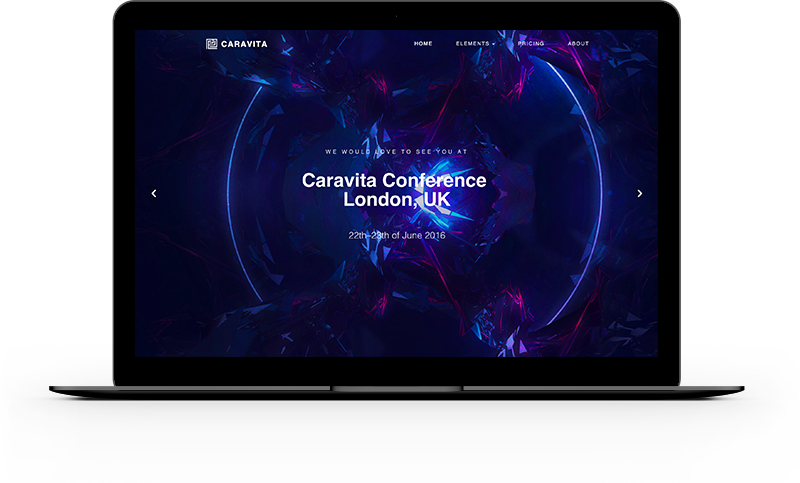 CARAVITA
HOME ELEMENTS PRICING ABOUT
WE WOULD LOVE TO SEE YOU AT
Caravita Conference
London, UK
22th-23th of June 2016